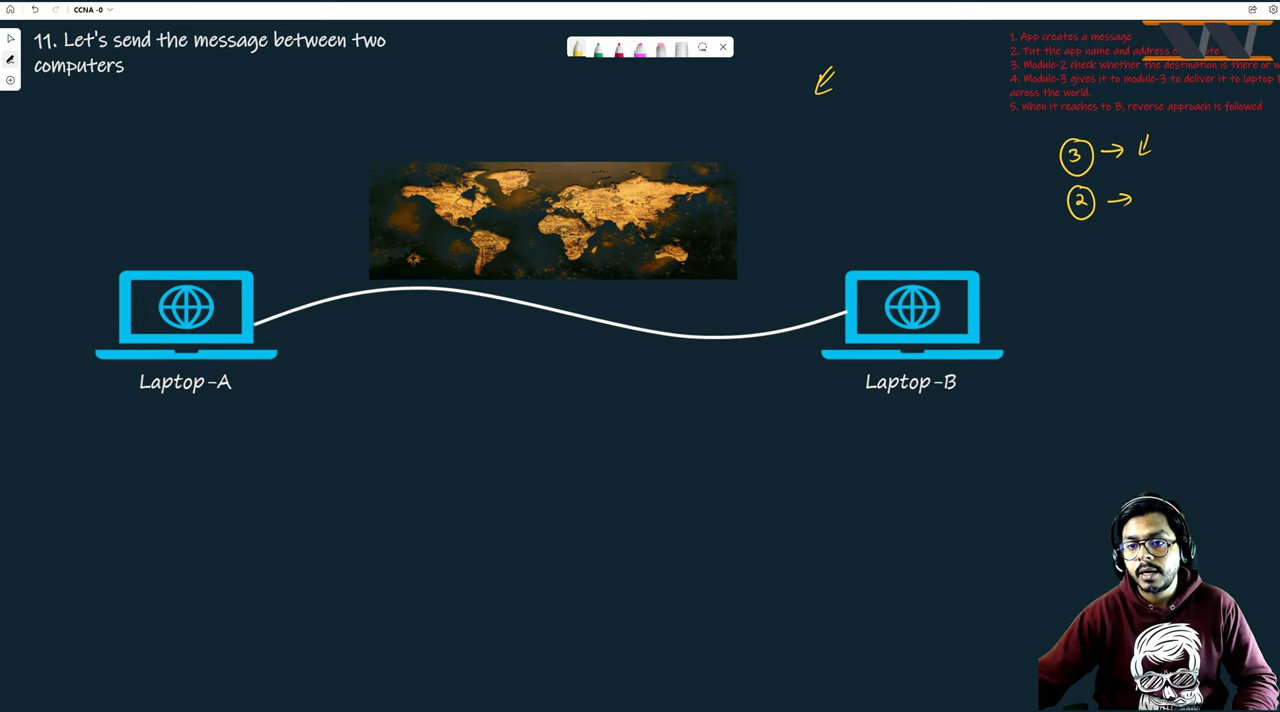 CCNA -0
11. Let's send the message between two
computers
1. App creates a message
2. Put the app name and address
3. Module-2 check whether the destination is there or
4. Module-3 gives it to module-3 to deliver it to laptop
across the world.
5. When it reaches to B, reverse approach is followed
3 →
2 →
Laptop-A
Laptop-B